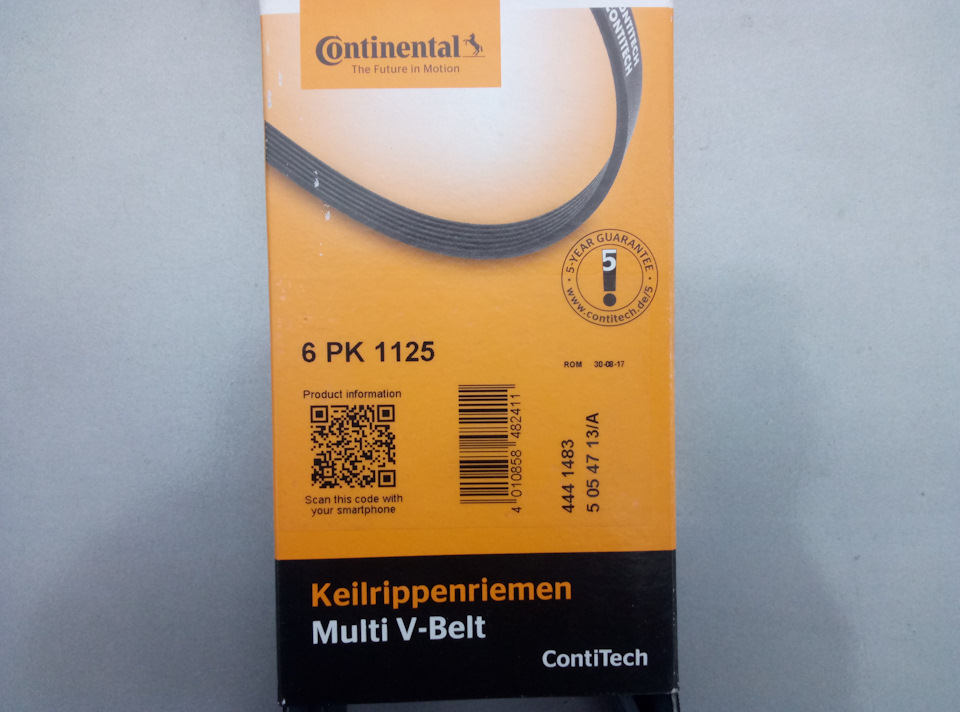 Continental
The Future in Motion
CONTITECH
CONTITECH
5-YEAR GUARANTEE
5
www.contitech.de/5
6 PK 1125
ROM 30-08-17
Product information
Scan this code with
your smartphone
4 010858 482411
444 1483
5 05 47 13/A
Keilrippenriemen
Multi V-Belt
ContiTech